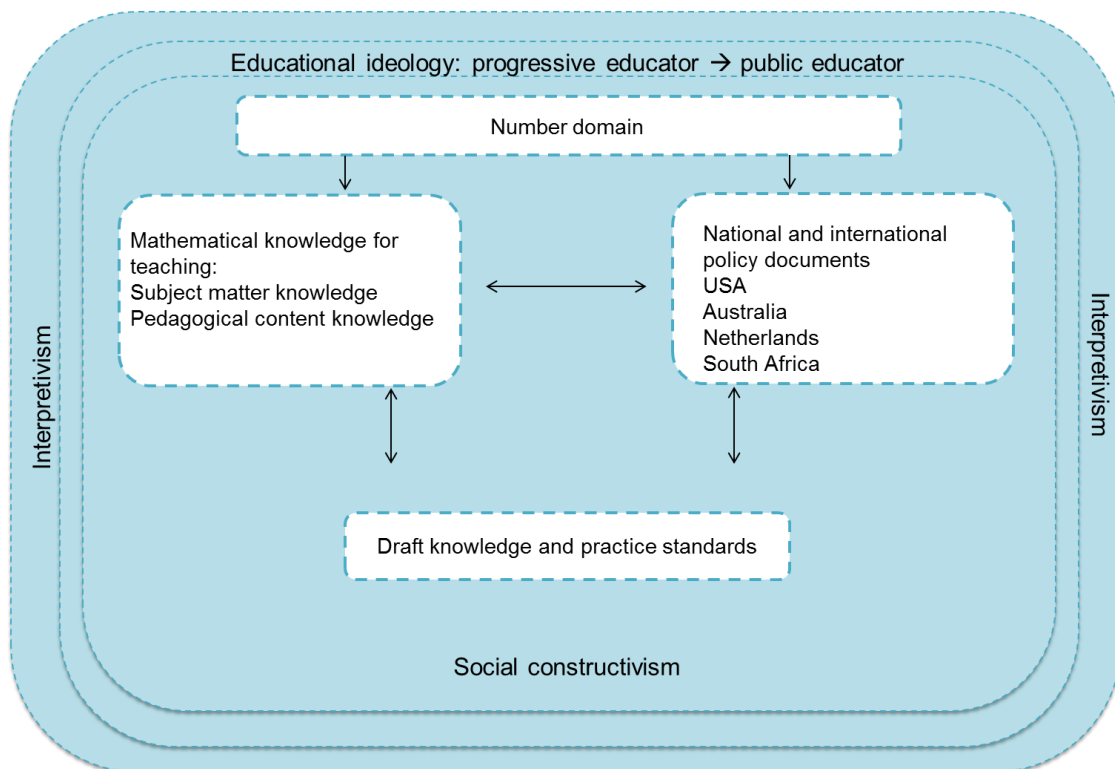 Educational ideology: progressive educator → public educator
Number domain
Mathematical knowledge for
teaching:
Subject matter knowledge
Pedagogical content knowledge
National and international
policy documents
USA
Australia
Netherlands
South Africa
Interpretivism
Interpretivism
Draft knowledge and practice standards
Social constructivism